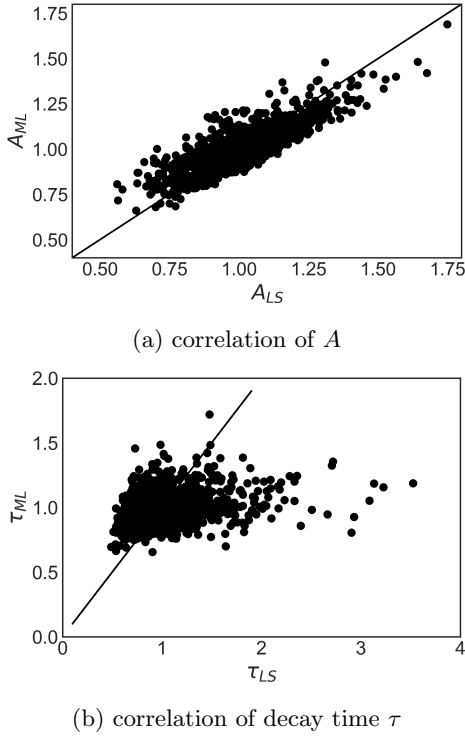 1.75
1.50
1.25
1.00
0.75
0.50
A_ML
0.50 0.75 1.00 1.25 1.50 1.75
A_LS
(a) correlation of A
2.0
1.5
1.0
0.5
0.0
τ_ML
0 1 2 3 4
τ_LS
(b) correlation of decay time τ